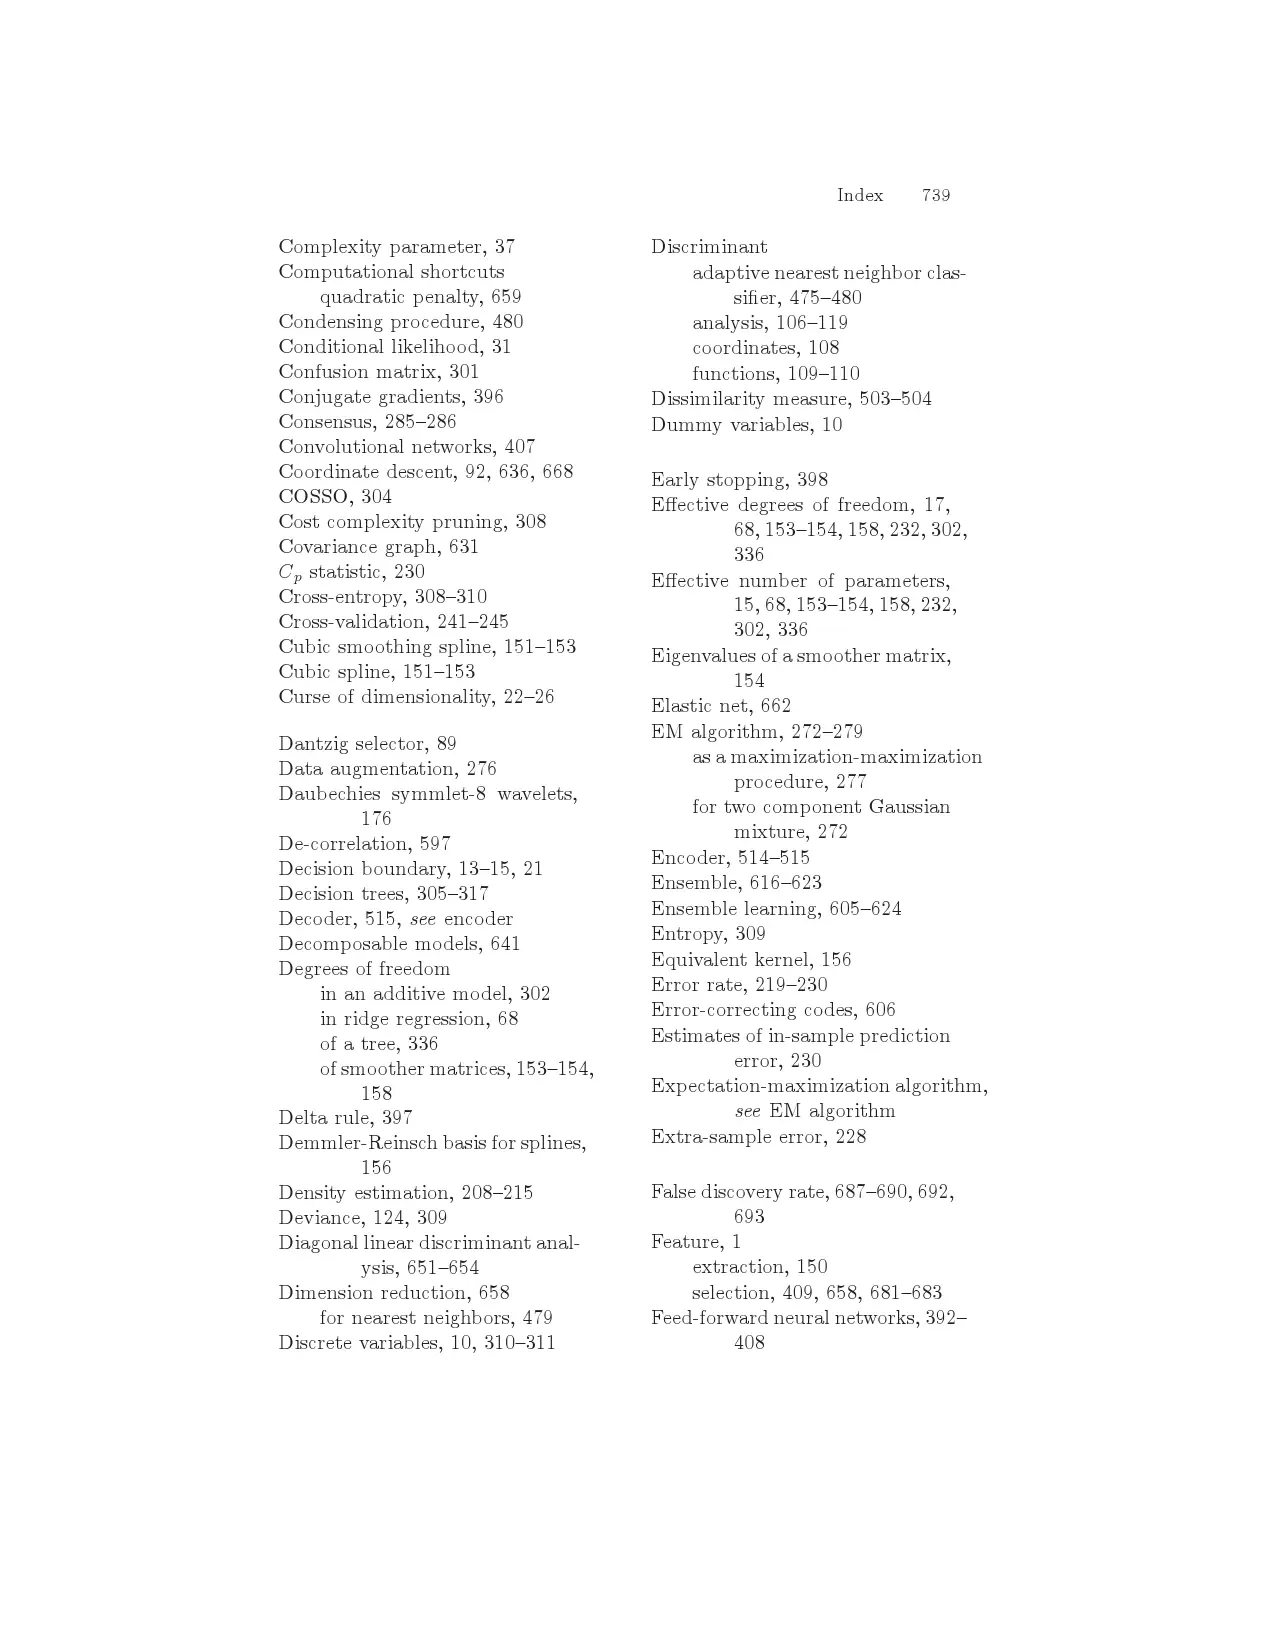 Index 739
Complexity parameter, 37
Computational shortcuts
quadratic penalty, 659
Condensing procedure, 480
Conditional likelihood, 31
Confusion matrix, 301
Conjugate gradients, 396
Consensus, 285–286
Convolutional networks, 407
Coordinate descent, 92, 636, 668
COSSO, 304
Cost complexity pruning, 308
Covariance graph, 631
Cp statistic, 230
Cross-entropy, 308–310
Cross-validation, 241–245
Cubic smoothing spline, 151–153
Cubic spline, 151–153
Curse of dimensionality, 22–26
Dantzig selector, 89
Data augmentation, 276
Daubechies symmlet-8 wavelets,
176
De-correlation, 597
Decision boundary, 13–15, 21
Decision trees, 305–317
Decoder, 515, see encoder
Decomposable models, 641
Degrees of freedom
in an additive model, 302
in ridge regression, 68
of a tree, 336
of smoother matrices, 153–154,
158
Delta rule, 397
Demmler-Reinsch basis for splines,
156
Density estimation, 208–215
Deviance, 124, 309
Diagonal linear discriminant anal-
ysis, 651–654
Dimension reduction, 658
for nearest neighbors, 479
Discrete variables, 10, 310–311
Discriminant
adaptive nearest neighbor clas-
sifier, 475–480
analysis, 106–119
coordinates, 108
functions, 109–110
Dissimilarity measure, 503–504
Dummy variables, 10
Early stopping, 398
Effective degrees of freedom, 17,
68, 153–154, 158, 232, 302,
336
Effective number of parameters,
15, 68, 153–154, 158, 232,
302, 336
Eigenvalues of a smoother matrix,
154
Elastic net, 662
EM algorithm, 272–279
as a maximization-maximization
procedure, 277
for two component Gaussian
mixture, 272
Encoder, 514–515
Ensemble, 616–623
Ensemble learning, 605–624
Entropy, 309
Equivalent kernel, 156
Error rate, 219–230
Error-correcting codes, 606
Estimates of in-sample prediction
error, 230
Expectation-maximization algorithm,
see EM algorithm
Extra-sample error, 228
False discovery rate, 687–690, 692,
693
Feature, 1
extraction, 150
selection, 409, 658, 681–683
Feed-forward neural networks, 392–
408